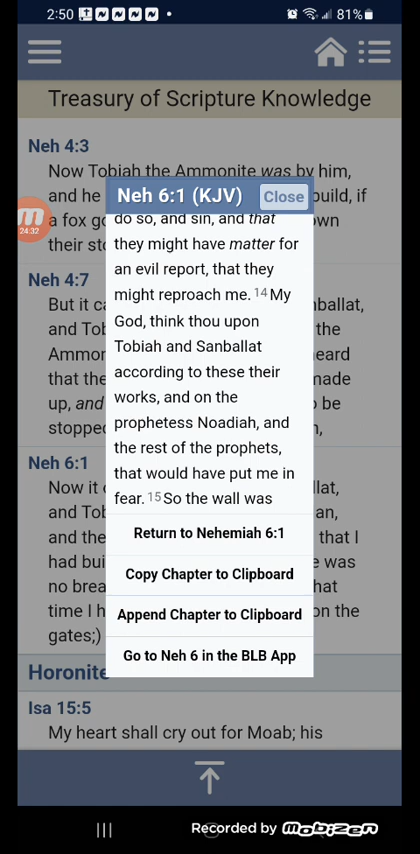 2:50
81%
Treasury of Scripture Knowledge
Neh 4:3
Now Tobiah the Ammonite was by him,
and he
build, if
a fox go
own
their sto
24:32
Neh 6:1 (KJV)
Close
do so, and sin, and that
they might have matter for
an evil report, that they
might reproach me. 14 My
God, think thou upon
Tobiah and Sanballat
according to these their
works, and on the
prophetess Noadiah, and
the rest of the prophets,
that would have put me in
fear. 15 So the wall was
Return to Nehemiah 6:1
Copy Chapter to Clipboard
Append Chapter to Clipboard
Go to Neh 6 in the BLB App
Neh 4:7
But it ca
nballat,
and Tob
the
Ammor
eard
that the
made
up, and
be
stopped
Neh 6:1
Now it
llat,
and Tob
an,
and the
that I
had bui
e was
no brea
hat
time I h
on the
gates;)
Horonite
Isa 15:5
My heart shall cry out for Moab; his
Recorded by Mobizen